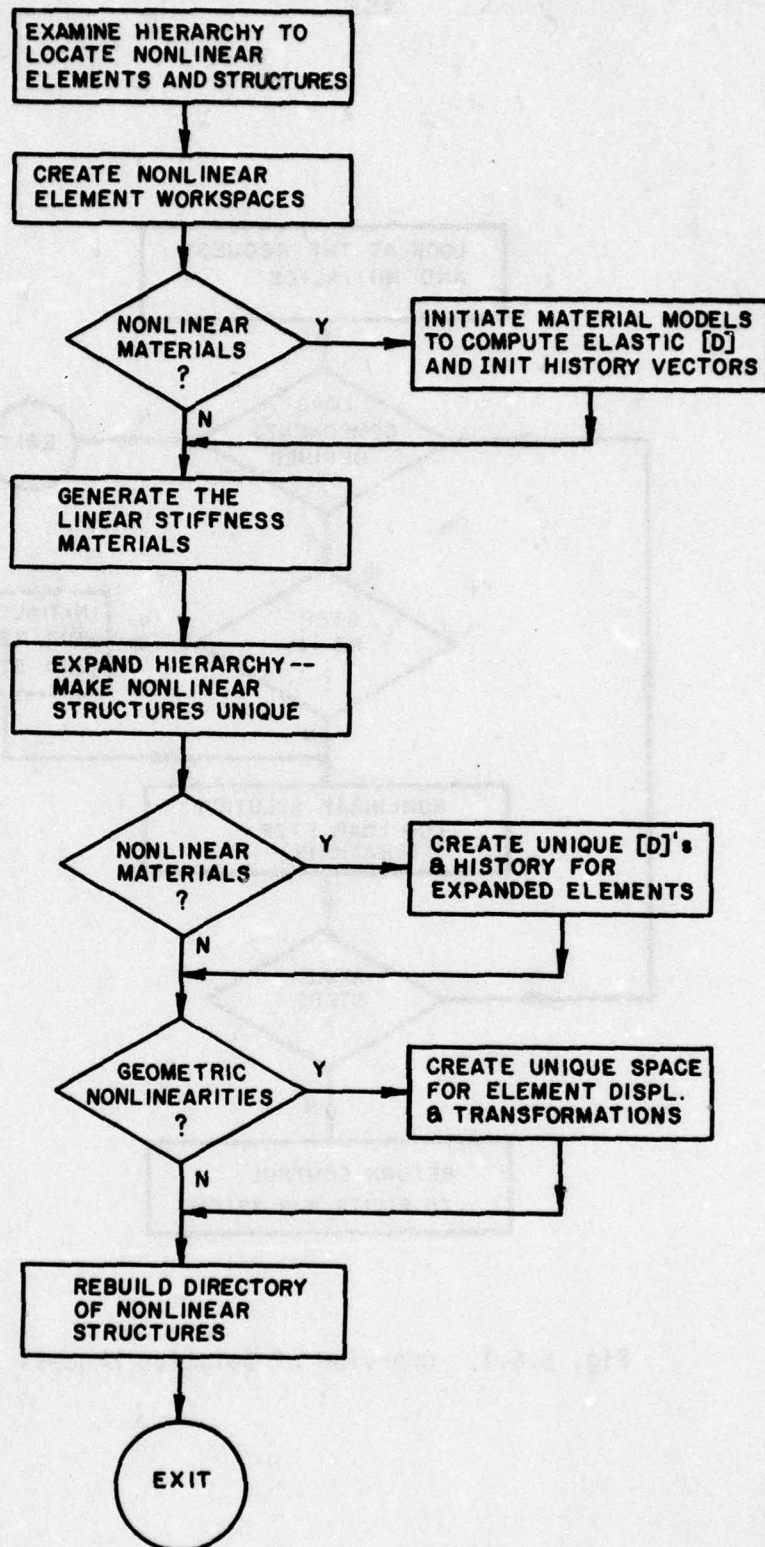 EXAMINE HIERARCHY TO
LOCATE NONLINEAR
ELEMENTS AND STRUCTURES
CREATE NONLINEAR
ELEMENT WORKSPACES
NONLINEAR
MATERIALS
?
Y
INITIATE MATERIAL MODELS
TO COMPUTE ELASTIC [D]
AND INIT HISTORY VECTORS
N
GENERATE THE
LINEAR STIFFNESS
MATERIALS
EXPAND HIERARCHY--
MAKE NONLINEAR
STRUCTURES UNIQUE
NONLINEAR
MATERIALS
?
Y
CREATE UNIQUE [D]'s
& HISTORY FOR
EXPANDED ELEMENTS
N
GEOMETRIC
NONLINEARITIES
?
Y
CREATE UNIQUE SPACE
FOR ELEMENT DISPL.
& TRANSFORMATIONS
N
REBUILD DIRECTORY
OF NONLINEAR
STRUCTURES
EXIT